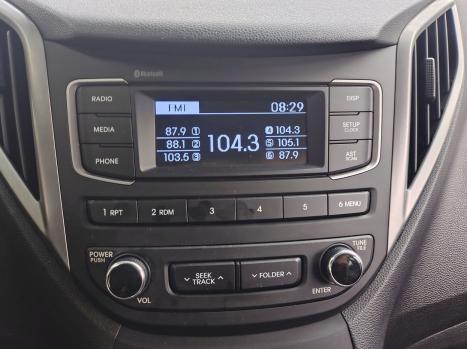 Bluetooth
RADIO
MEDIA
PHONE
FM1 08:29
87.9 1
88.1 2
103.5 3
104.3
4 104.3
5 105.1
6 87.9
DISP
SETUP
CLOCK
AST
SCAN
1 RPT 2 RDM 3 4 5 6 MENU
POWER
PUSH
VOL
∨ SEEK ∧
TRACK
∨ FOLDER ∧
TUNE
FILE
ENTER